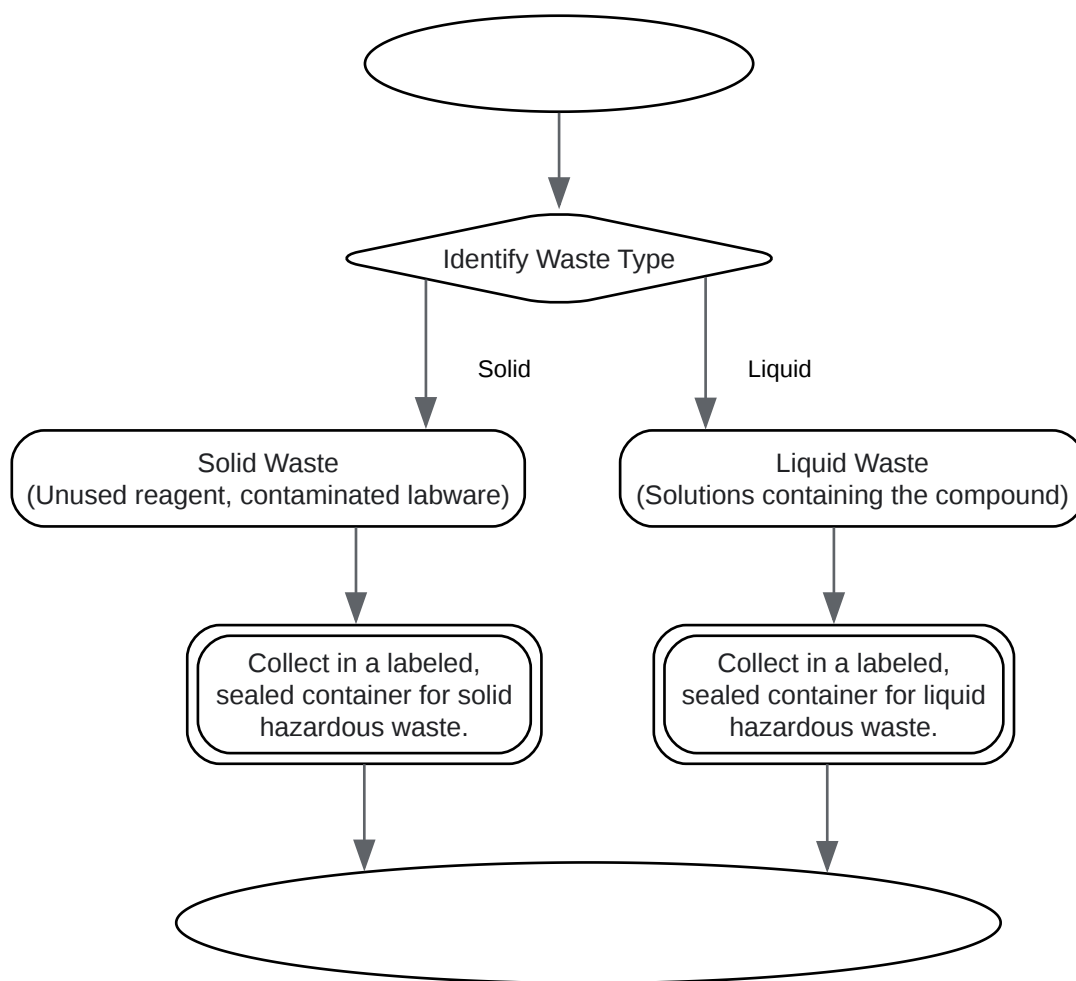 Identify Waste Type
Solid
Liquid
Solid Waste
(Unused reagent, contaminated labware)
Liquid Waste
(Solutions containing the compound)
Collect in a labeled,
sealed container for solid
hazardous waste.
Collect in a labeled,
sealed container for liquid
hazardous waste.